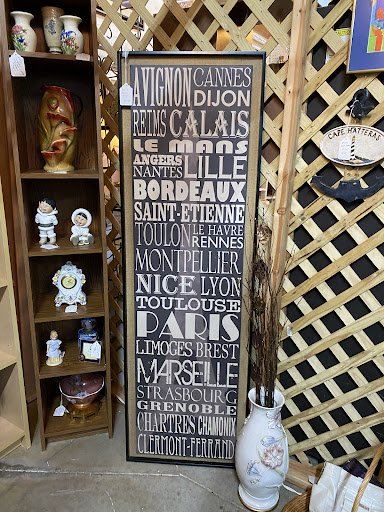 AVIGNON CANNES
DIJON
REIMS CALAIS
LE MANS
ANGERS LILLE
NANTES
BORDEAUX
SAINT-ETIENNE
TOULON LE HAVRE
RENNES
MONTPELLIER
NICE LYON
TOULOUSE
PARIS
LIMOGES BREST
MARSEILLE
STRASBOURG
GRENOBLE
CHARTRES CHAMONIX
CLERMONT-FERRAND
CAPE HATTERAS